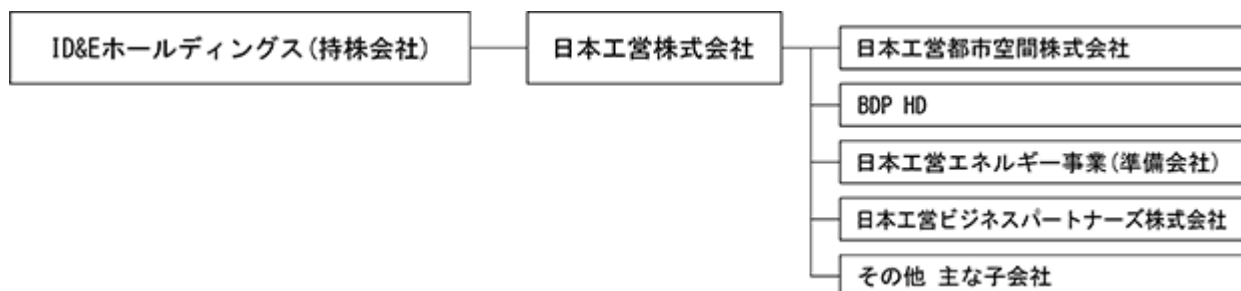 ID&Eホールディングス(持株会社)
日本工営株式会社
日本工営都市空間株式会社
BDP HD
日本工営エネルギー事業(準備会社)
日本工営ビジネスパートナーズ株式会社
その他 主な子会社